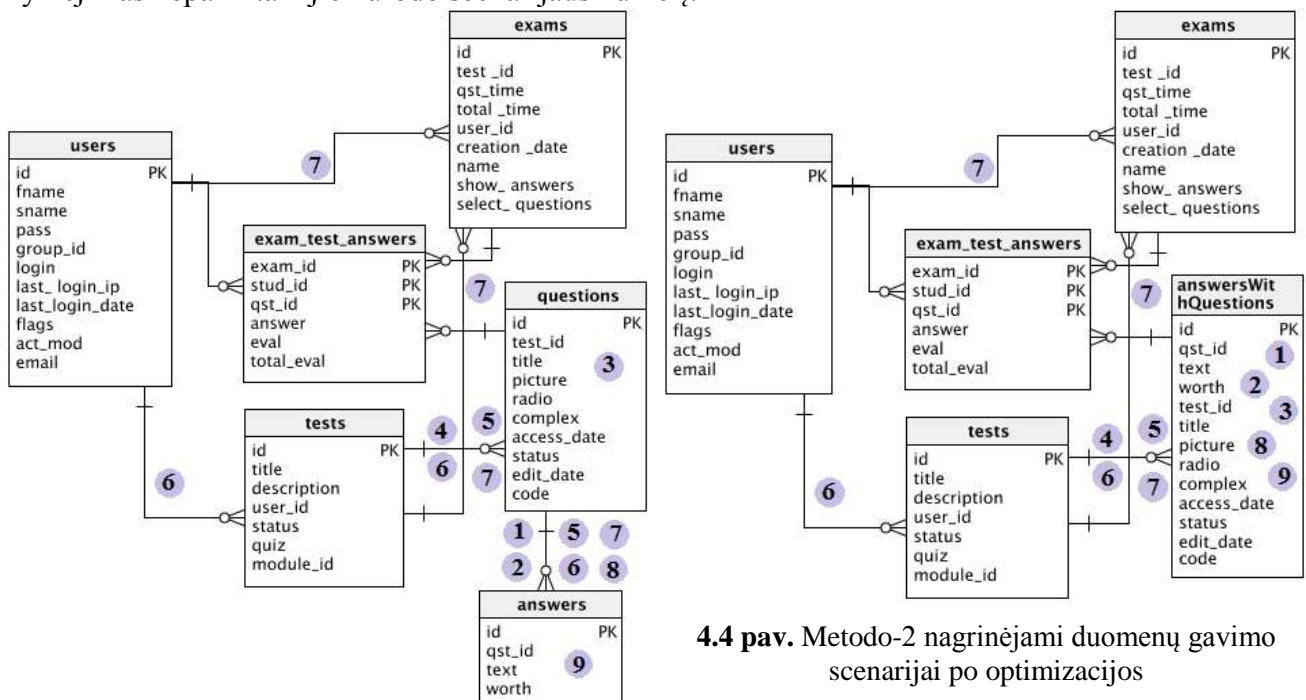 exams
id PK
test _id
qst_time
total _time
user_id
creation _date
name
show_ answers
select_ questions
users
id PK
fname
sname
pass
group_id
login
last_ login_ip
last_login_date
flags
act_mod
email
7
exam_test_answers
exam_id PK
stud_id PK
qst_id PK
answer
eval
total_eval
7
questions
id PK
test_id
title
picture
radio
complex
access_date
status
edit_date
code
3
tests
id PK
title
description
user_id
status
quiz
module_id
6
4 5
6 7
1 5 7
2 6 8
answers
id PK
qst_id
text
worth
9
exams
id PK
test _id
qst_time
total _time
user_id
creation _date
name
show_ answers
select_ questions
users
id PK
fname
sname
pass
group_id
login
last_ login_ip
last_login_date
flags
act_mod
email
7
exam_test_answers
exam_id PK
stud_id PK
qst_id PK
answer
eval
total_eval
7
answersWit
hQuestions
id PK
qst_id
text
worth
test_id
title
picture
radio
complex
access_date
status
edit_date
code
1
2
3
8
9
tests
id PK
title
description
user_id
status
quiz
module_id
6
4 5
6 7
4.4 pav. Metodo-2 nagrinėjami duomenų gavimo
scenarijai po optimizacijos